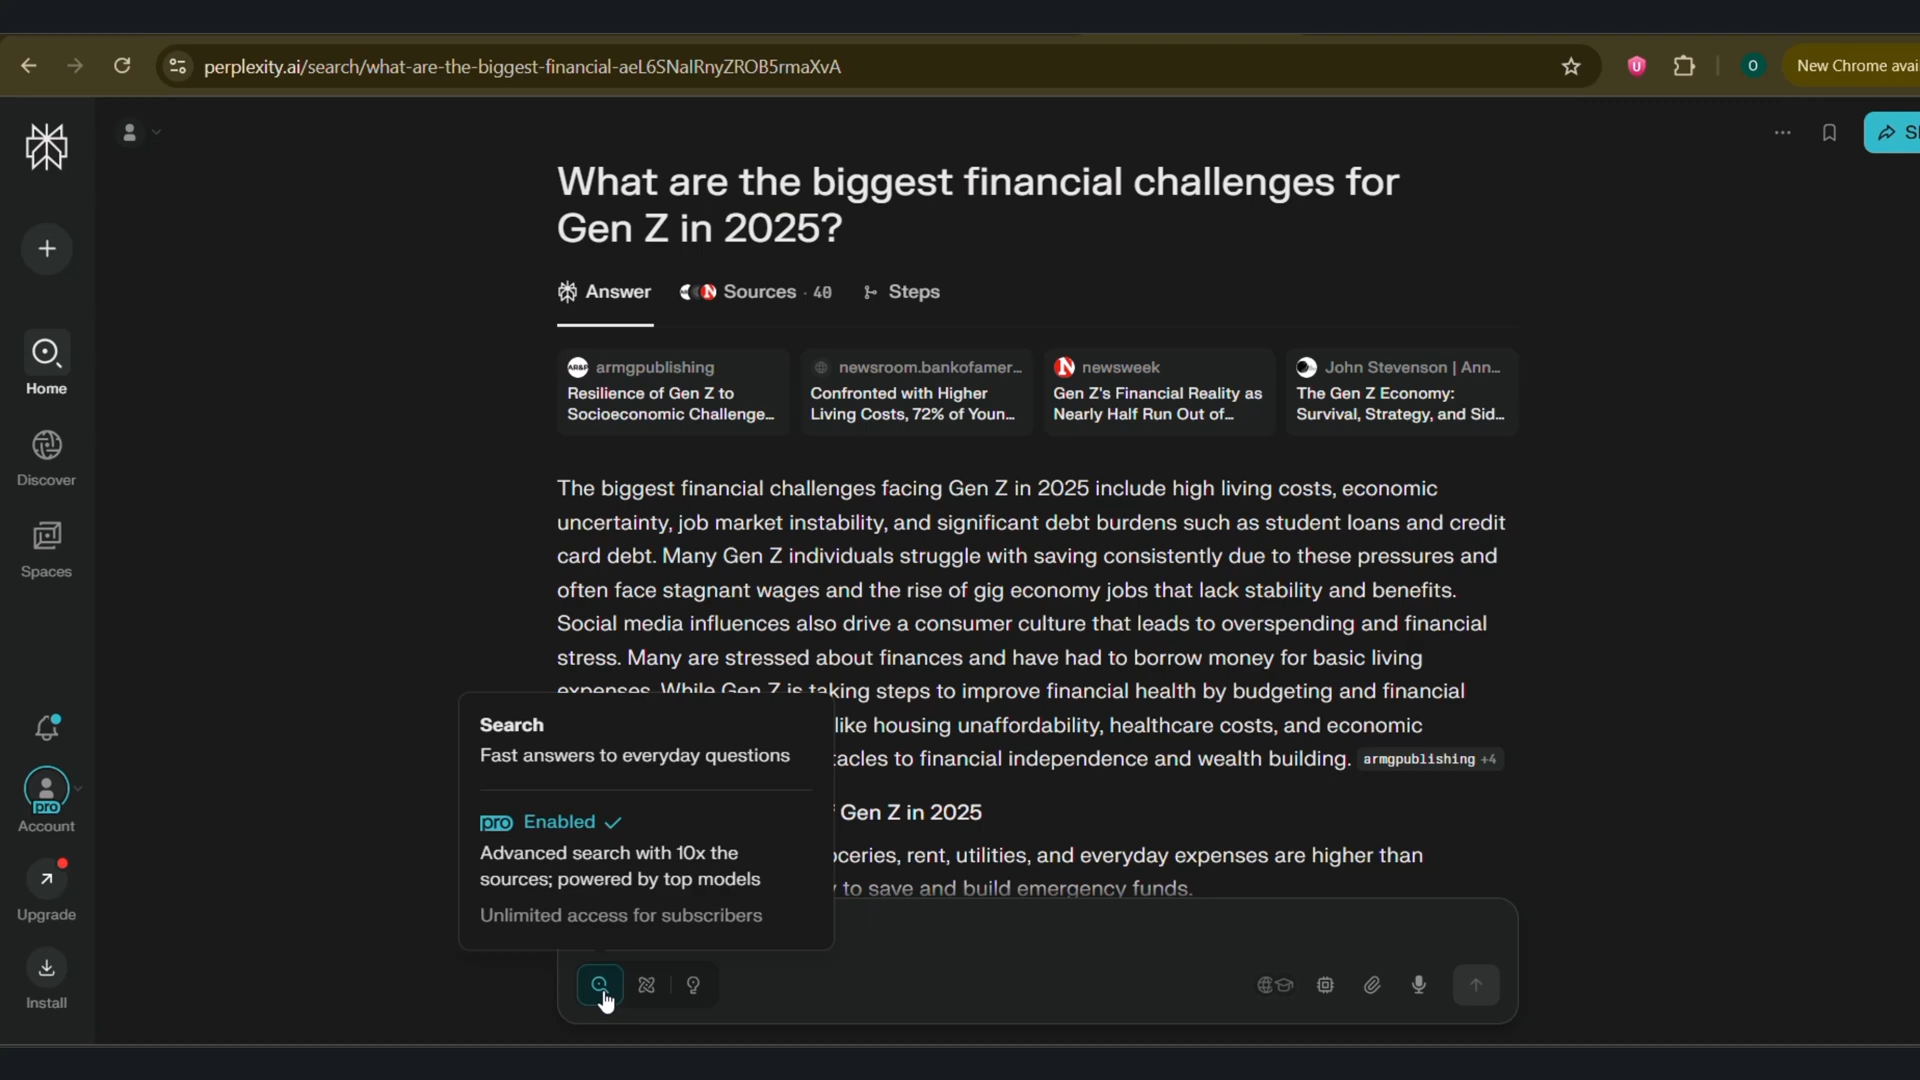 perplexity.ai/search/what-are-the-biggest-financial-aeL6SNalRnyZROB5rmaXvA
O
New Chrome avai
What are the biggest financial challenges for
Gen Z in 2025?
Answer
Sources · 40
Steps
armgpublishing
Resilience of Gen Z to
Socioeconomic Challenge...
newsroom.bankofamer...
Confronted with Higher
Living Costs, 72% of Youn...
newsweek
Gen Z's Financial Reality as
Nearly Half Run Out of...
John Stevenson | Ann...
The Gen Z Economy:
Survival, Strategy, and Sid...
The biggest financial challenges facing Gen Z in 2025 include high living costs, economic
uncertainty, job market instability, and significant debt burdens such as student loans and credit
card debt. Many Gen Z individuals struggle with saving consistently due to these pressures and
often face stagnant wages and the rise of gig economy jobs that lack stability and benefits.
Social media influences also drive a consumer culture that leads to overspending and financial
stress. Many are stressed about finances and have had to borrow money for basic living
expenses. While Gen Z is taking steps to improve financial health by budgeting and financial
like housing unaffordability, healthcare costs, and economic
tacles to financial independence and wealth building. armgpublishing +4
Gen Z in 2025
ceries, rent, utilities, and everyday expenses are higher than
to save and build emergency funds.
Search
Fast answers to everyday questions
pro Enabled
Advanced search with 10x the
sources; powered by top models
Unlimited access for subscribers
Home
Discover
Spaces
pro
Account
Upgrade
Install